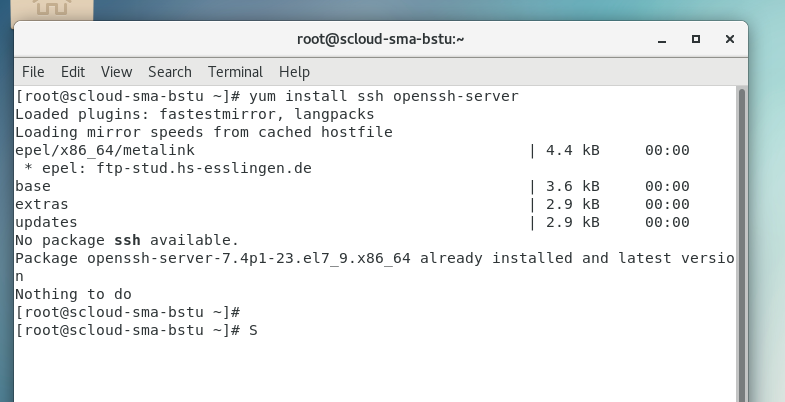 root@scloud-sma-bstu:~
File Edit View Search Terminal Help
[root@scloud-sma-bstu ~]# yum install ssh openssh-server
Loaded plugins: fastestmirror, langpacks
Loading mirror speeds from cached hostfile
epel/x86_64/metalink | 4.4 kB 00:00
* epel: ftp-stud.hs-esslingen.de
base | 3.6 kB 00:00
extras | 2.9 kB 00:00
updates | 2.9 kB 00:00
No package ssh available.
Package openssh-server-7.4p1-23.el7_9.x86_64 already installed and latest versio
n
Nothing to do
[root@scloud-sma-bstu ~]#
[root@scloud-sma-bstu ~]# S